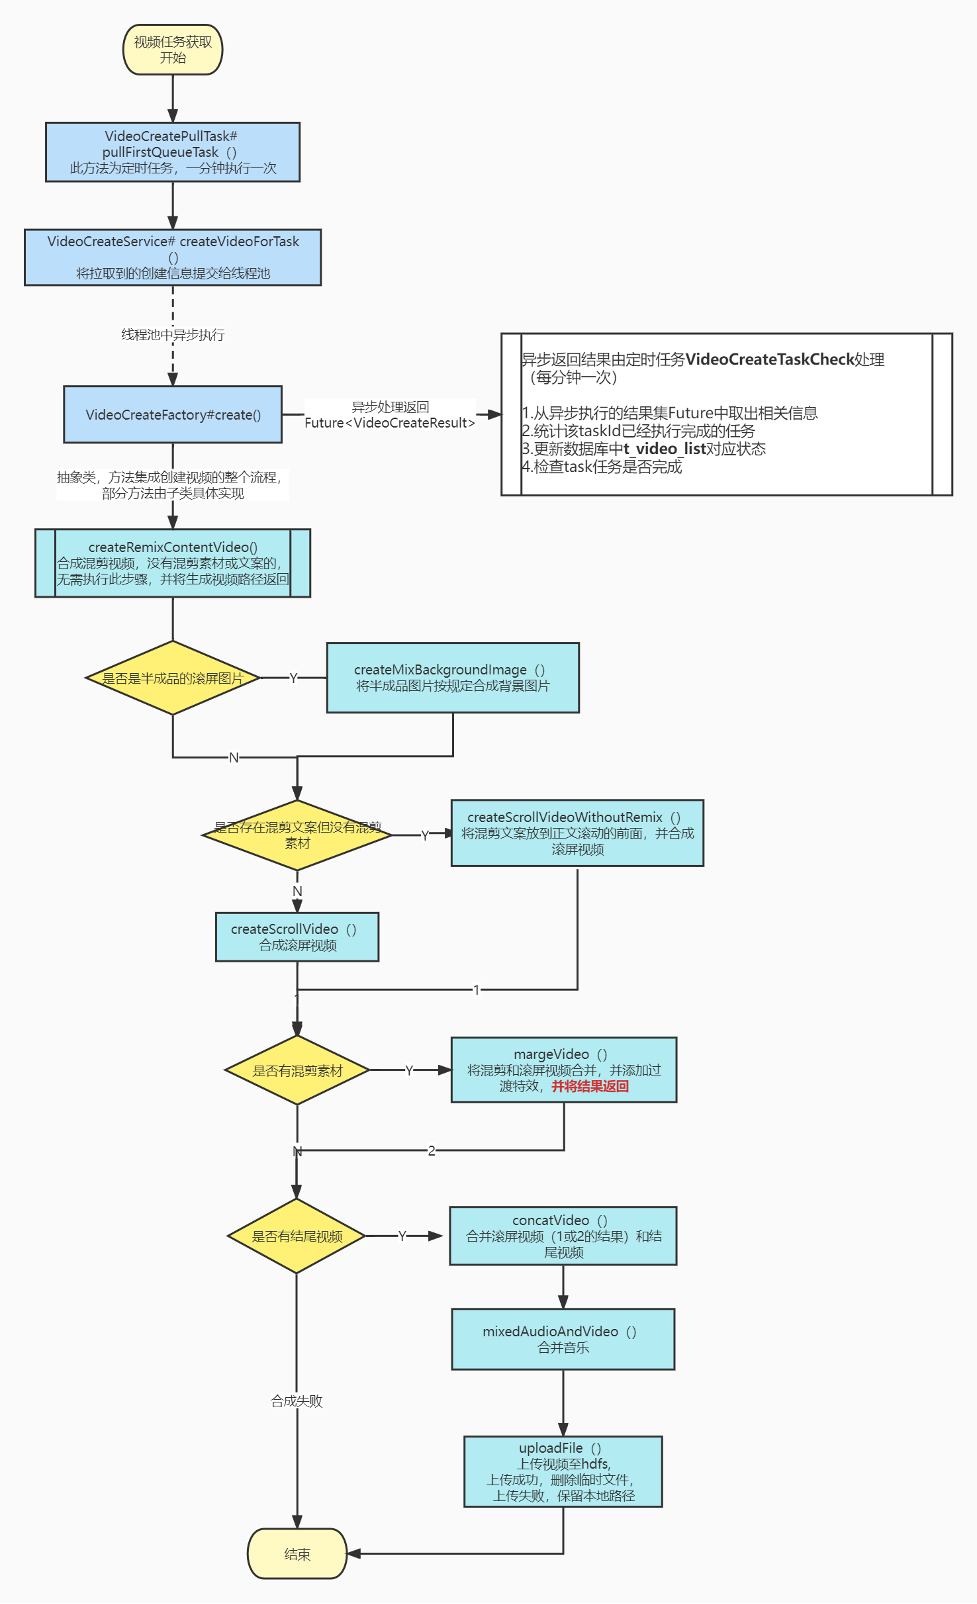 视频任务获取
开始
VideoCreatePullTask#
pullFirstQueueTask（）
此方法为定时任务，一分钟执行一次
VideoCreateService# createVideoForTask
（）
将拉取到的创建信息提交给线程池
线程池中异步执行
VideoCreateFactory#create()
异步处理返回
Future<VideoCreateResult>
异步返回结果由定时任务VideoCreateTaskCheck处理
（每分钟一次）
1.从异步执行的结果集Future中取出相关信息
2.统计该taskId已经执行完成的任务
3.更新数据库中t_video_list对应状态
4.检查task任务是否完成
抽象类，方法集成创建视频的整个流程，
部分方法由子类具体实现
createRemixContentVideo()
合成混剪视频，没有混剪素材或文案的，
无需执行此步骤，并将生成视频路径返回
是否是半成品的滚屏图片
Y
createMixBackgroundImage（）
将半成品图片按规定合成背景图片
N
是否存在混剪文案但没有混剪
素材
Y
createScrollVideoWithoutRemix（）
将混剪文案放到正文滚动的前面，并合成
滚屏视频
N
createScrollVideo（）
合成滚屏视频
1
是否有混剪素材
Y
margeVideo（）
将混剪和滚屏视频合并，并添加过
渡特效，并将结果返回
N
2
是否有结尾视频
Y
concatVideo（）
合并滚屏视频（1或2的结果）和结
尾视频
mixedAudioAndVideo（）
合并音乐
合成失败
uploadFile（）
上传视频至hdfs,
上传成功，删除临时文件，
上传失败，保留本地路径
结束